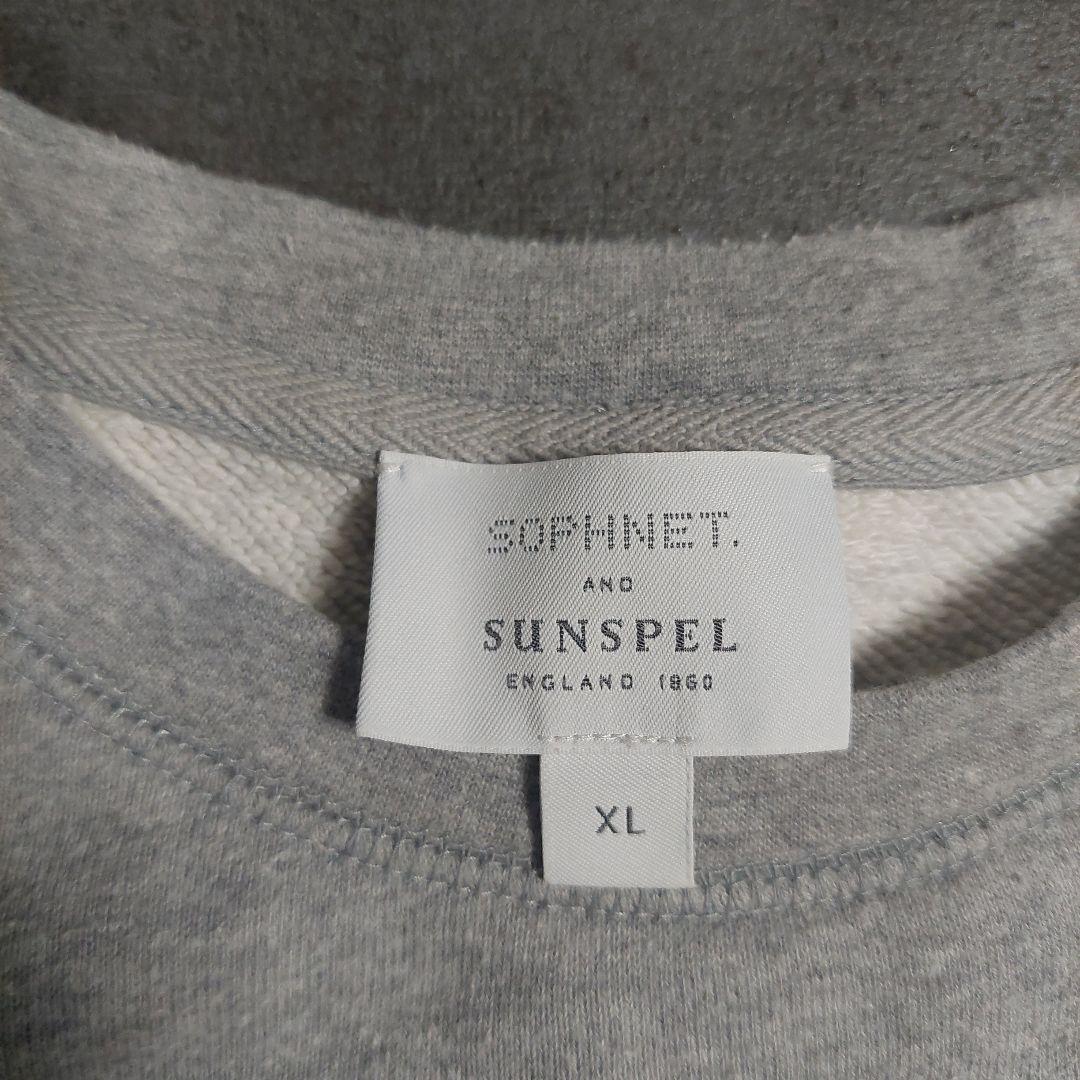 SOPHNET.
AND
SUNSPEL
ENGLAND 1860
XL